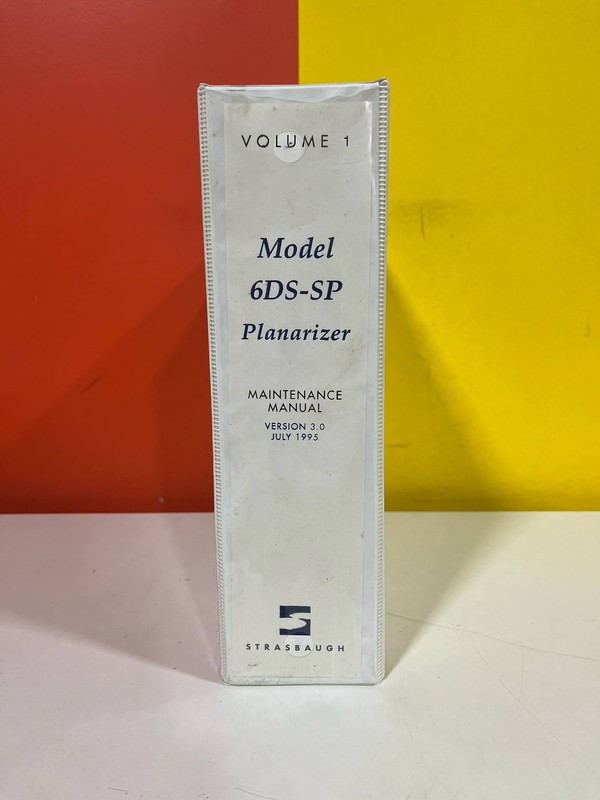 VOLUME 1
Model
6DS-SP
Planarizer
MAINTENANCE
MANUAL
VERSION 3.0
JULY 1995
STRASBAUGH